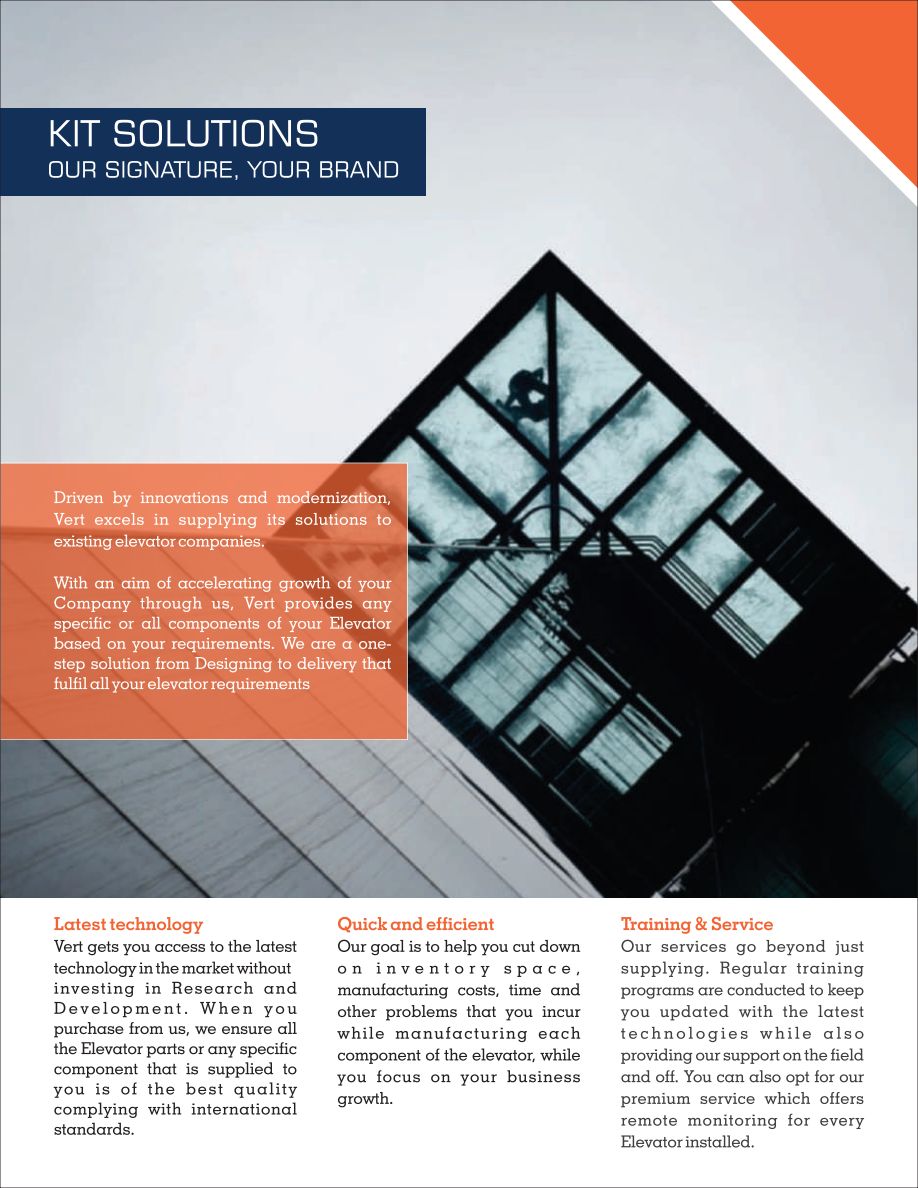 KIT SOLUTIONS
OUR SIGNATURE, YOUR BRAND
Driven by innovations and modernization,
Vert excels in supplying its solutions to
existing elevator companies.
With an aim of accelerating growth of your
Company through us, Vert provides any
specific or all components of your Elevator
based on your requirements. We are a one-
step solution from Designing to delivery that
fulfil all your elevator requirements
Latest technology
Vert gets you access to the latest
technology in the market without
investing in Research and
Development. When you
purchase from us, we ensure all
the Elevator parts or any specific
component that is supplied to
you is of the best quality
complying with international
standards.
Quick and efficient
Our goal is to help you cut down
on inventory space,
manufacturing costs, time and
other problems that you incur
while manufacturing each
component of the elevator, while
you focus on your business
growth.
Training & Service
Our services go beyond just
supplying. Regular training
programs are conducted to keep
you updated with the latest
technologies while also
providing our support on the field
and off. You can also opt for our
premium service which offers
remote monitoring for every
Elevator installed.